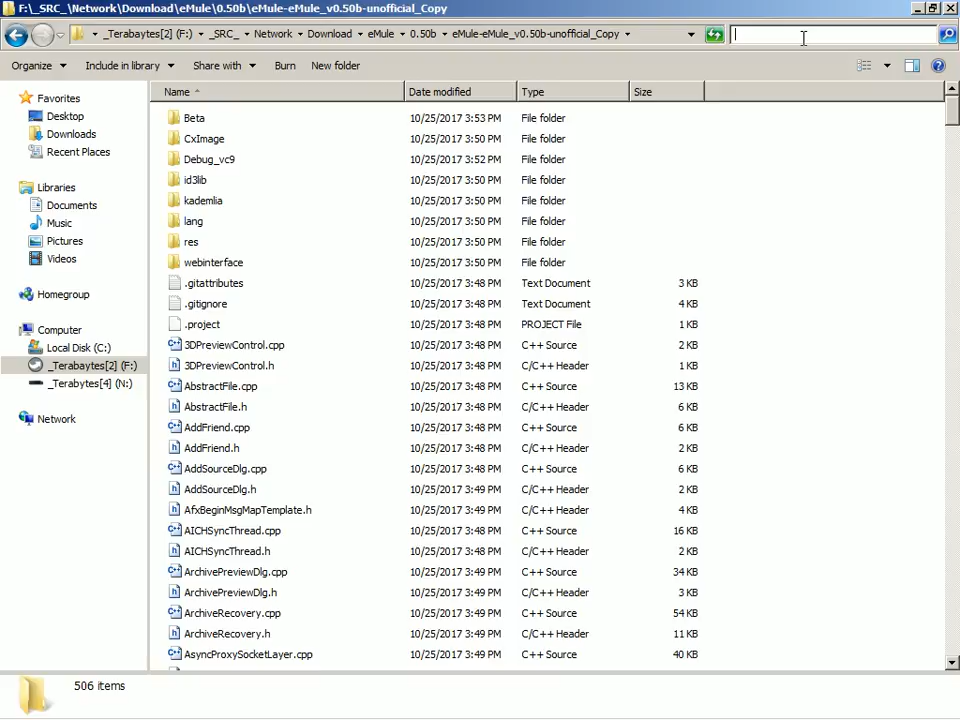 F:\_SRC_\Network\Download\eMule\0.50b\eMule-eMule_v0.50b-unofficial_Copy
_Terabaytes[2] (F:) _SRC_ Network Download eMule 0.50b eMule-eMule_v0.50b-unofficial_Copy
Organize Include in library Share with Burn New folder
Name Date modified Type Size
Favorites
Desktop
Downloads
Recent Places
Libraries
Documents
Music
Pictures
Videos
Homegroup
Computer
Local Disk (C:)
_Terabaytes[2] (F:)
_Terabytes[4] (N:)
Network
Beta 10/25/2017 3:53 PM File folder
CxImage 10/25/2017 3:50 PM File folder
Debug_vc9 10/25/2017 3:52 PM File folder
id3lib 10/25/2017 3:50 PM File folder
kademlia 10/25/2017 3:50 PM File folder
lang 10/25/2017 3:50 PM File folder
res 10/25/2017 3:50 PM File folder
webinterface 10/25/2017 3:50 PM File folder
.gitattributes 10/25/2017 3:48 PM Text Document 3 KB
.gitignore 10/25/2017 3:48 PM Text Document 4 KB
.project 10/25/2017 3:48 PM PROJECT File 1 KB
3DPreviewControl.cpp 10/25/2017 3:48 PM C++ Source 2 KB
3DPreviewControl.h 10/25/2017 3:48 PM C/C++ Header 1 KB
AbstractFile.cpp 10/25/2017 3:48 PM C++ Source 13 KB
AbstractFile.h 10/25/2017 3:48 PM C/C++ Header 6 KB
AddFriend.cpp 10/25/2017 3:48 PM C++ Source 6 KB
AddFriend.h 10/25/2017 3:48 PM C/C++ Header 2 KB
AddSourceDlg.cpp 10/25/2017 3:48 PM C++ Source 6 KB
AddSourceDlg.h 10/25/2017 3:48 PM C/C++ Header 2 KB
AfxBeginMsgMapTemplate.h 10/25/2017 3:49 PM C/C++ Header 4 KB
AICHSyncThread.cpp 10/25/2017 3:48 PM C++ Source 16 KB
AICHSyncThread.h 10/25/2017 3:48 PM C/C++ Header 2 KB
ArchivePreviewDlg.cpp 10/25/2017 3:49 PM C++ Source 34 KB
ArchivePreviewDlg.h 10/25/2017 3:49 PM C/C++ Header 3 KB
ArchiveRecovery.cpp 10/25/2017 3:49 PM C++ Source 54 KB
ArchiveRecovery.h 10/25/2017 3:49 PM C/C++ Header 11 KB
AsyncProxySocketLayer.cpp 10/25/2017 3:49 PM C++ Source 40 KB
506 items